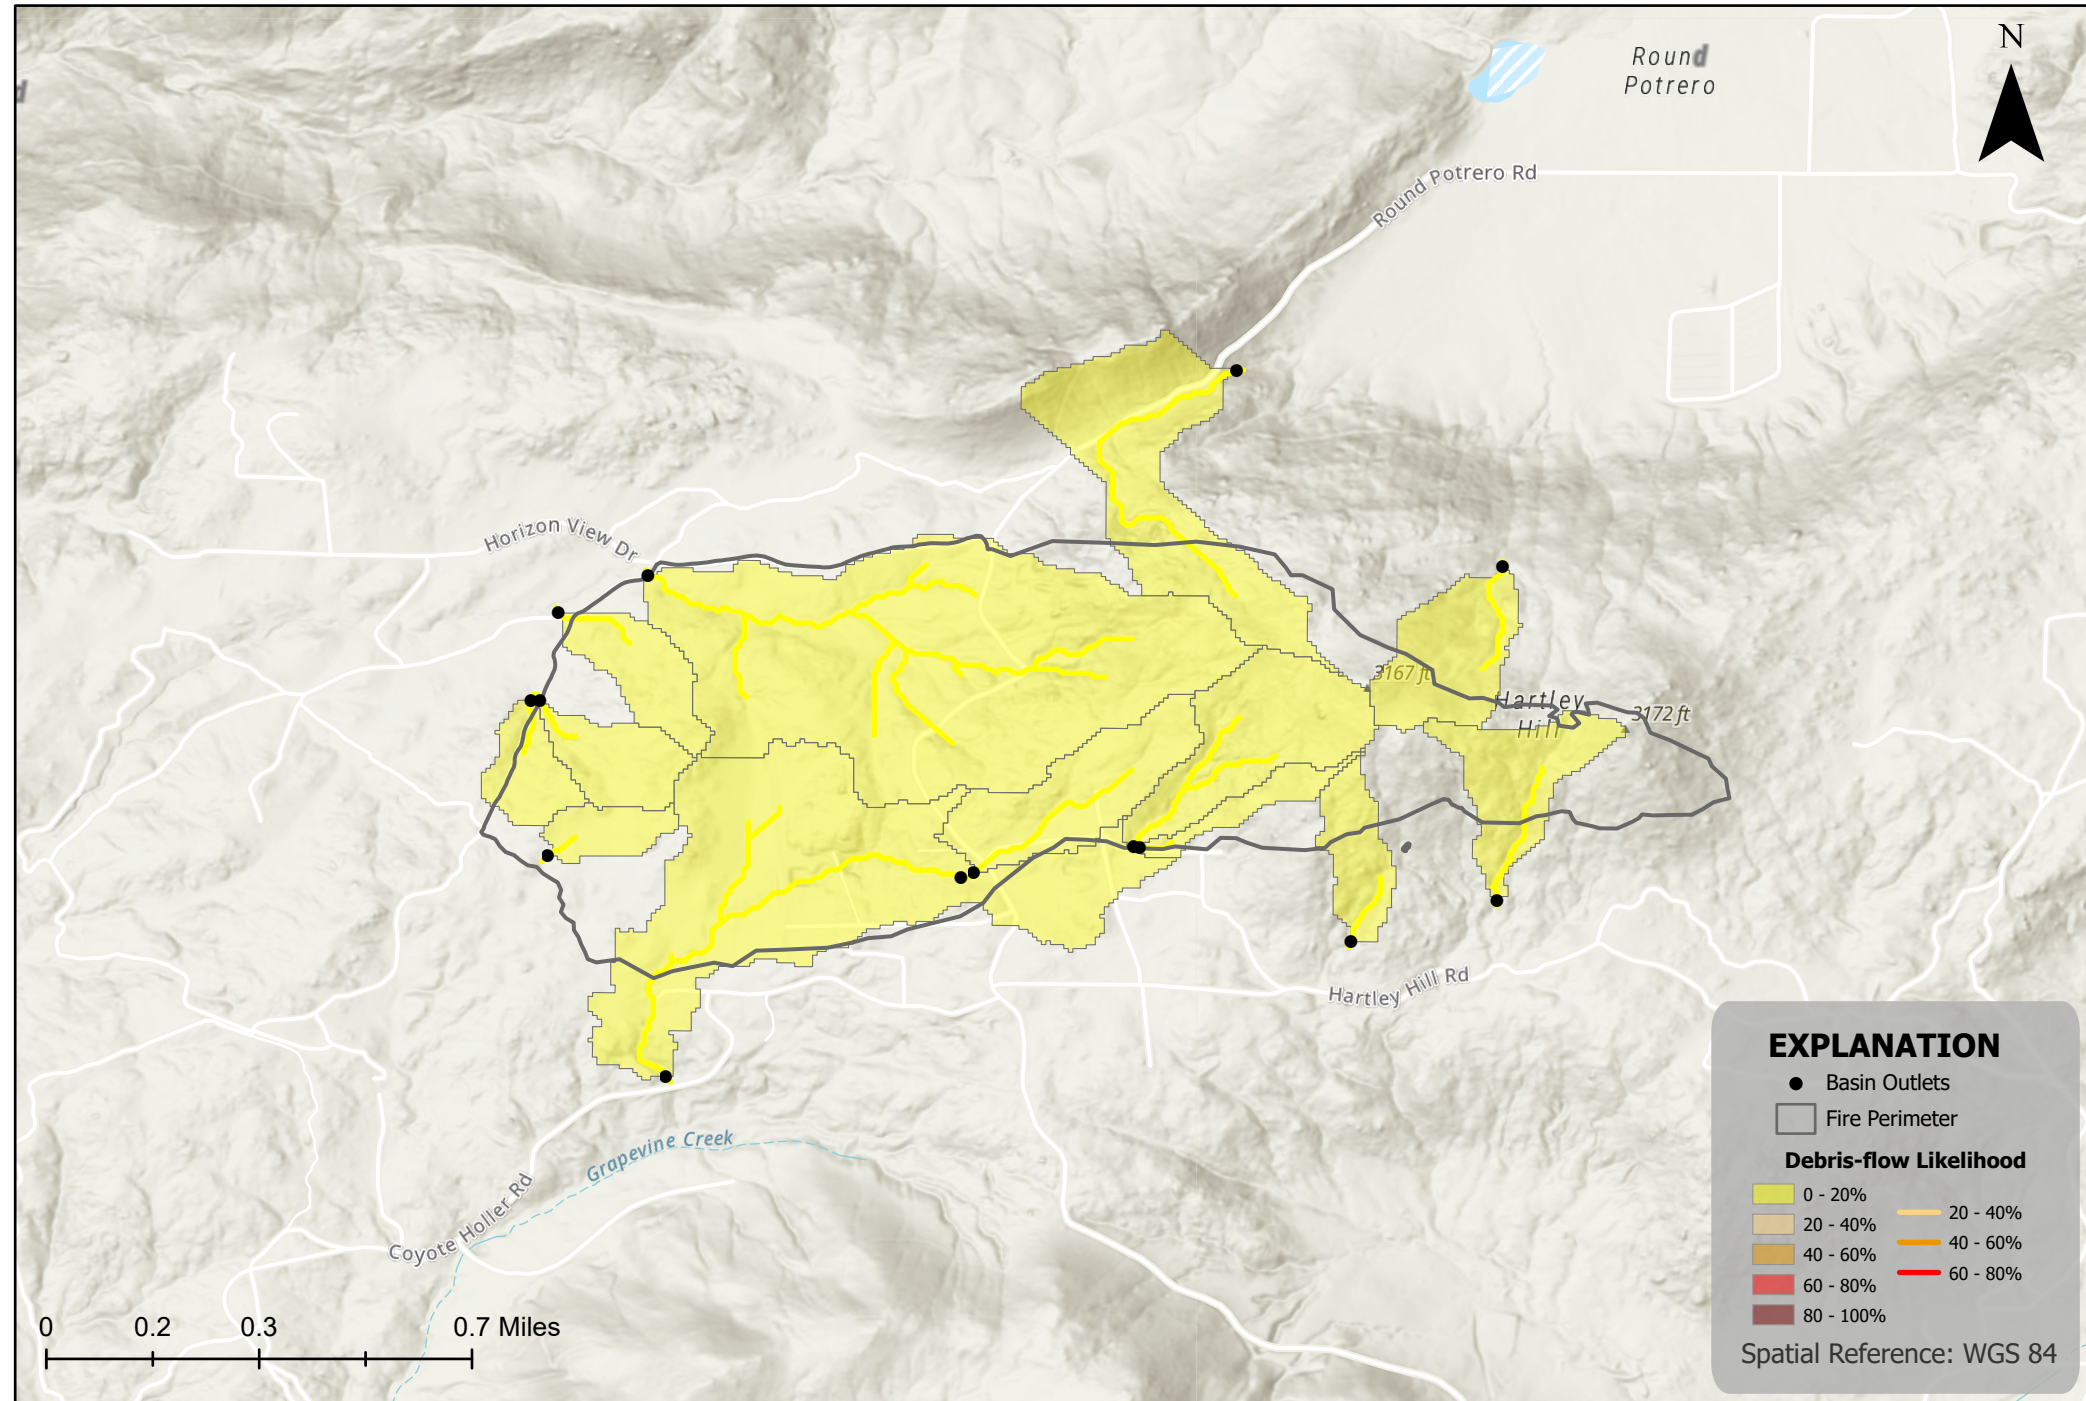 N
Round
Potrero
d
Round Potrero Rd
Horizon View Dr
3167 ft
Hartley
Hill
3172 ft
Hartley Hill Rd
Grapevine Creek
Coyote Holler Rd
0 0.2 0.3 0.7 Miles
EXPLANATION
Basin Outlets
Fire Perimeter
Debris-flow Likelihood
0 - 20%
20 - 40% 20 - 40%
40 - 60% 40 - 60%
60 - 80% 60 - 80%
80 - 100%
Spatial Reference: WGS 84